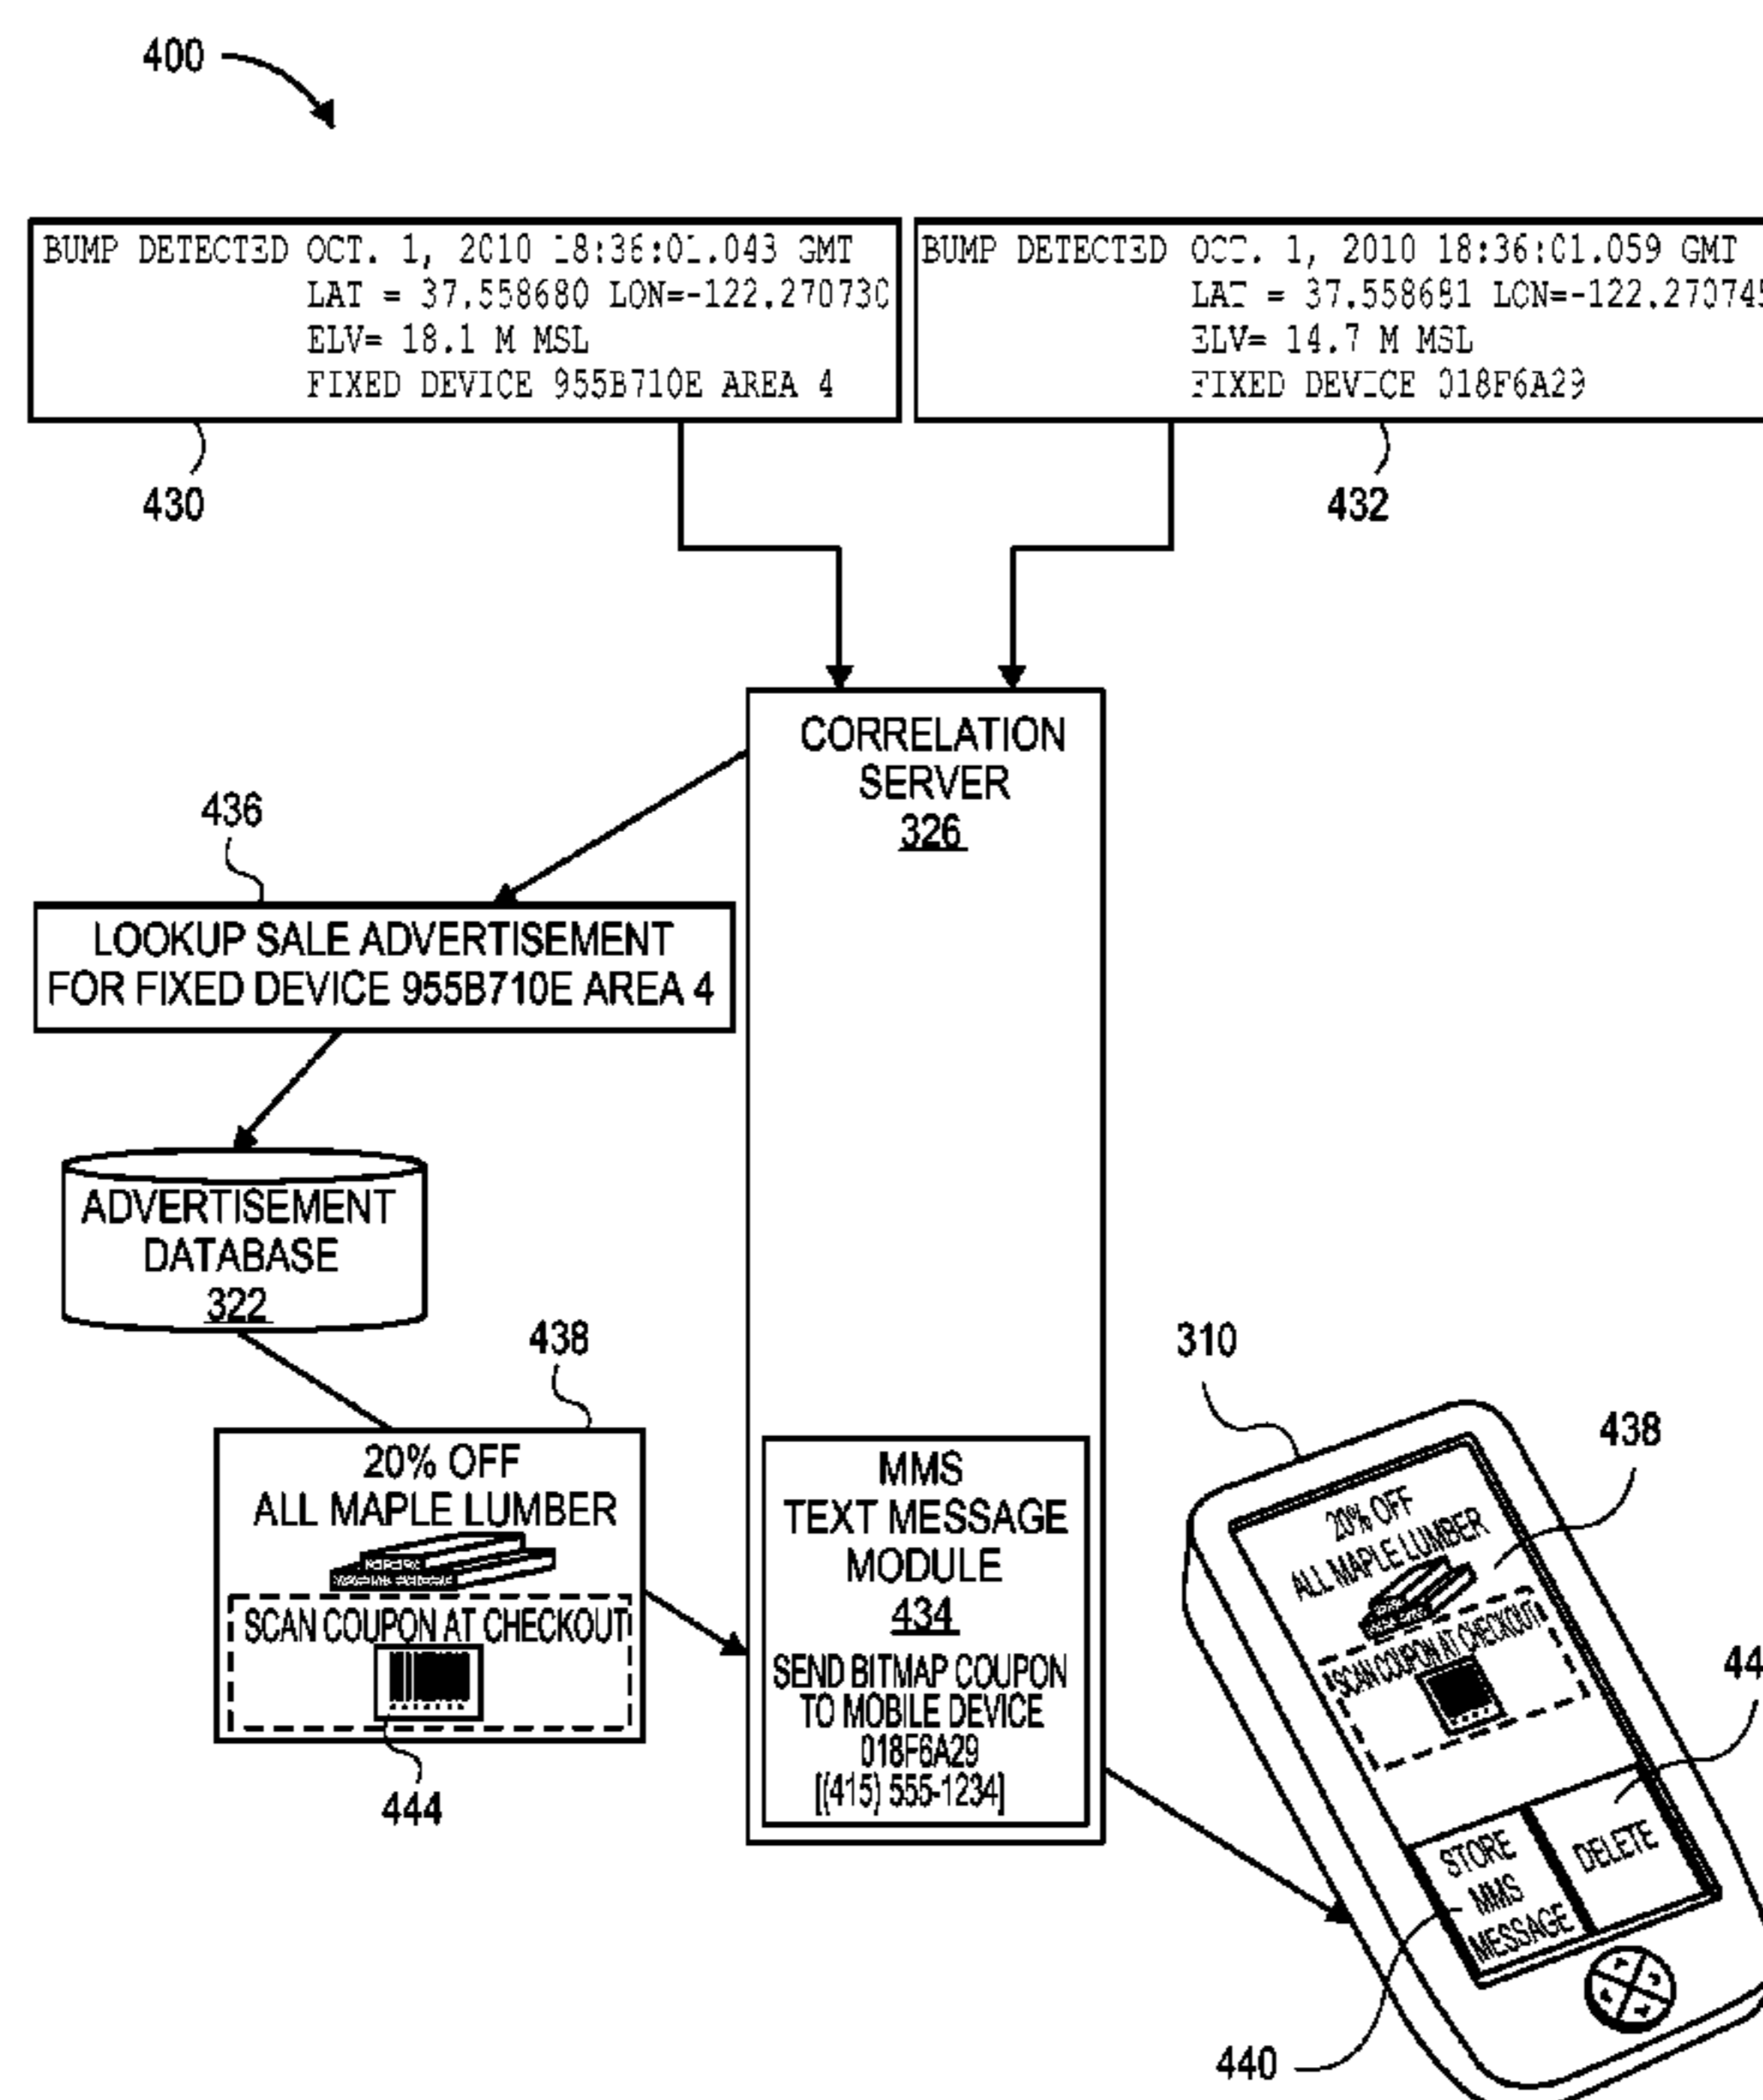 400
BUMP DETECTED OCT. 1, 2010 18:36:01.043 GMT
LAT = 37.558680 LON=-122.270730
ELV= 18.1 M MSL
FIXED DEVICE 955B710E AREA 4
BUMP DETECTED OCT. 1, 2010 18:36:01.059 GMT
LAT = 37.558681 LON=-122.270745
ELV= 14.7 M MSL
FIXED DEVICE 018F6A29
430
432
CORRELATION
SERVER
326
436
LOOKUP SALE ADVERTISEMENT
FOR FIXED DEVICE 955B710E AREA 4
ADVERTISEMENT
DATABASE
322
438
20% OFF
ALL MAPLE LUMBER
SCAN COUPON AT CHECKOUT
444
MMS
TEXT MESSAGE
MODULE
434
SEND BITMAP COUPON
TO MOBILE DEVICE
018F6A29
[(415) 555-1234]
310
438
20% OFF
ALL MAPLE LUMBER
SCAN COUPON AT CHECKOUT
44
STORE
MMS
MESSAGE
DELETE
440